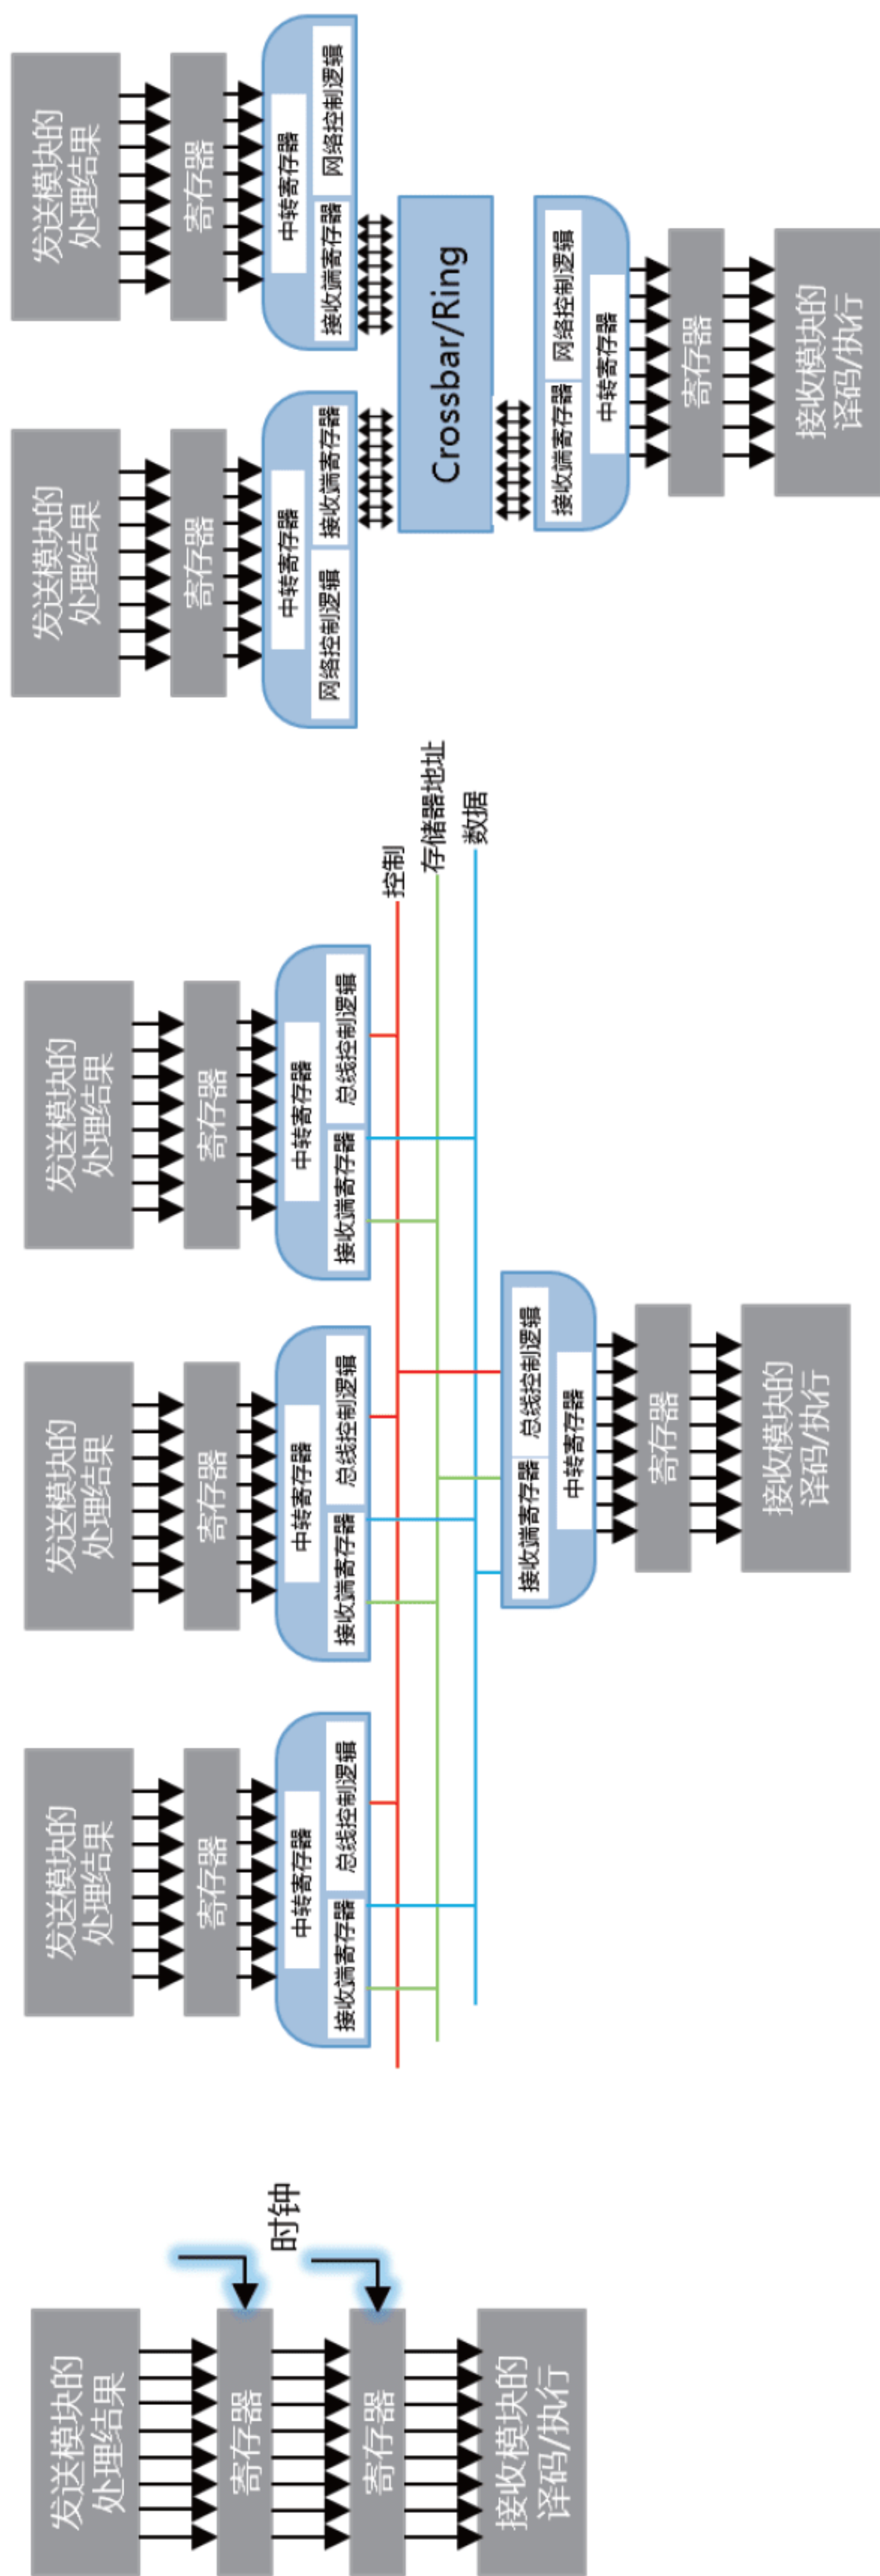 发送模块的
处理结果
寄存器
时钟
寄存器
接收模块的
译码/执行
发送模块的
处理结果
寄存器
中转寄存器
接收端寄存器
总线控制逻辑
发送模块的
处理结果
寄存器
中转寄存器
接收端寄存器
总线控制逻辑
发送模块的
处理结果
寄存器
中转寄存器
接收端寄存器
总线控制逻辑
控制
存储器地址
数据
接收端寄存器
总线控制逻辑
中转寄存器
寄存器
接收模块的
译码/执行
发送模块的
处理结果
寄存器
中转寄存器
网络控制逻辑
接收端寄存器
发送模块的
处理结果
寄存器
中转寄存器
接收端寄存器
网络控制逻辑
Crossbar/Ring
接收端寄存器
网络控制逻辑
中转寄存器
寄存器
接收模块的
译码/执行